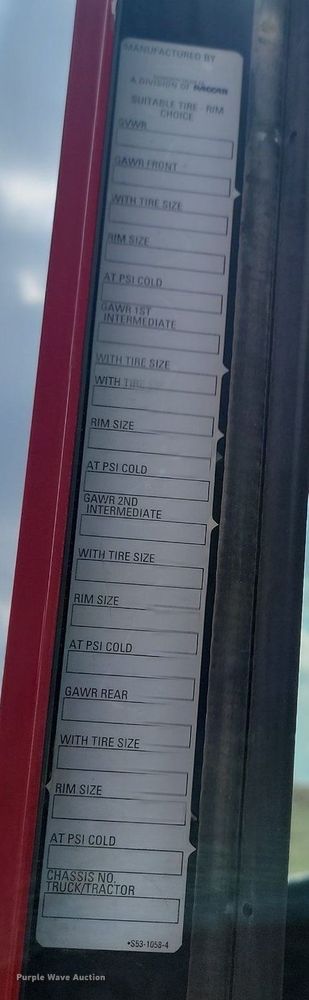 MANUFACTURED BY
A DIVISION OF PACCAR
SUITABLE TIRE - RIM
CHOICE
GVWR
GAWR FRONT
WITH TIRE SIZE
RIM SIZE
AT PSI COLD
GAWR 1ST
INTERMEDIATE
WITH TIRE SIZE
WITH TIRE
RIM SIZE
AT PSI COLD
GAWR 2ND
INTERMEDIATE
WITH TIRE SIZE
RIM SIZE
AT PSI COLD
GAWR REAR
WITH TIRE SIZE
RIM SIZE
AT PSI COLD
CHASSIS NO.
TRUCK/TRACTOR
•S53-1058-4
Purple Wave Auction